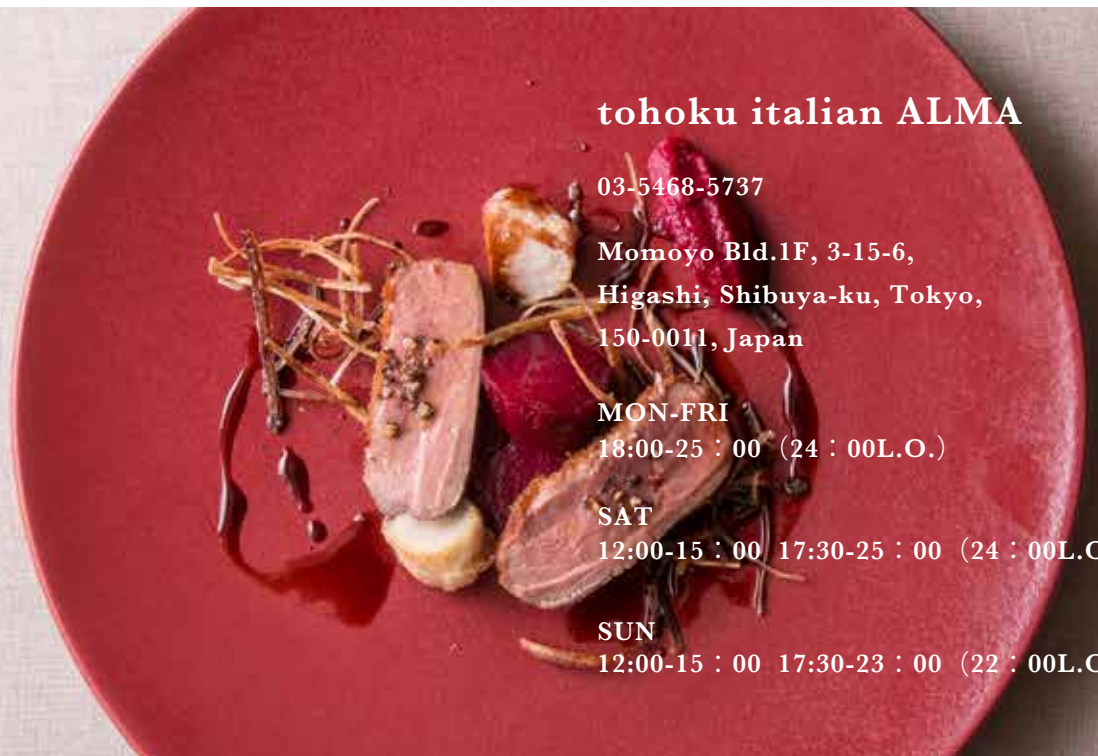 tohoku italian ALMA
03-5468-5737
Momoyo Bld.1F, 3-15-6,
Higashi, Shibuya-ku, Tokyo,
150-0011, Japan
MON-FRI
18:00-25：00（24：00L.O.）
SAT
12:00-15：00 17:30-25：00（24：00L.O
SUN
12:00-15：00 17:30-23：00（22：00L.O